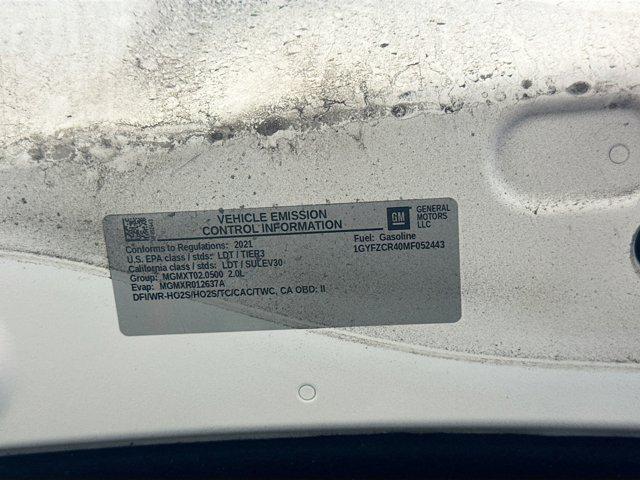 VEHICLE EMISSION
CONTROL INFORMATION
GM
GENERAL
MOTORS
LLC
Conforms to Regulations: 2021
Fuel: Gasoline
U.S. EPA class / stds: LDT / TIER3
1GYFZCR40MF052443
California class / stds: LDT / SULEV30
Group: MGMXT02.0500 2.0L
Evap: MGMXR012637A
DFI/WR-HO2S/HO2S/TC/CAC/TWC, CA OBD: II